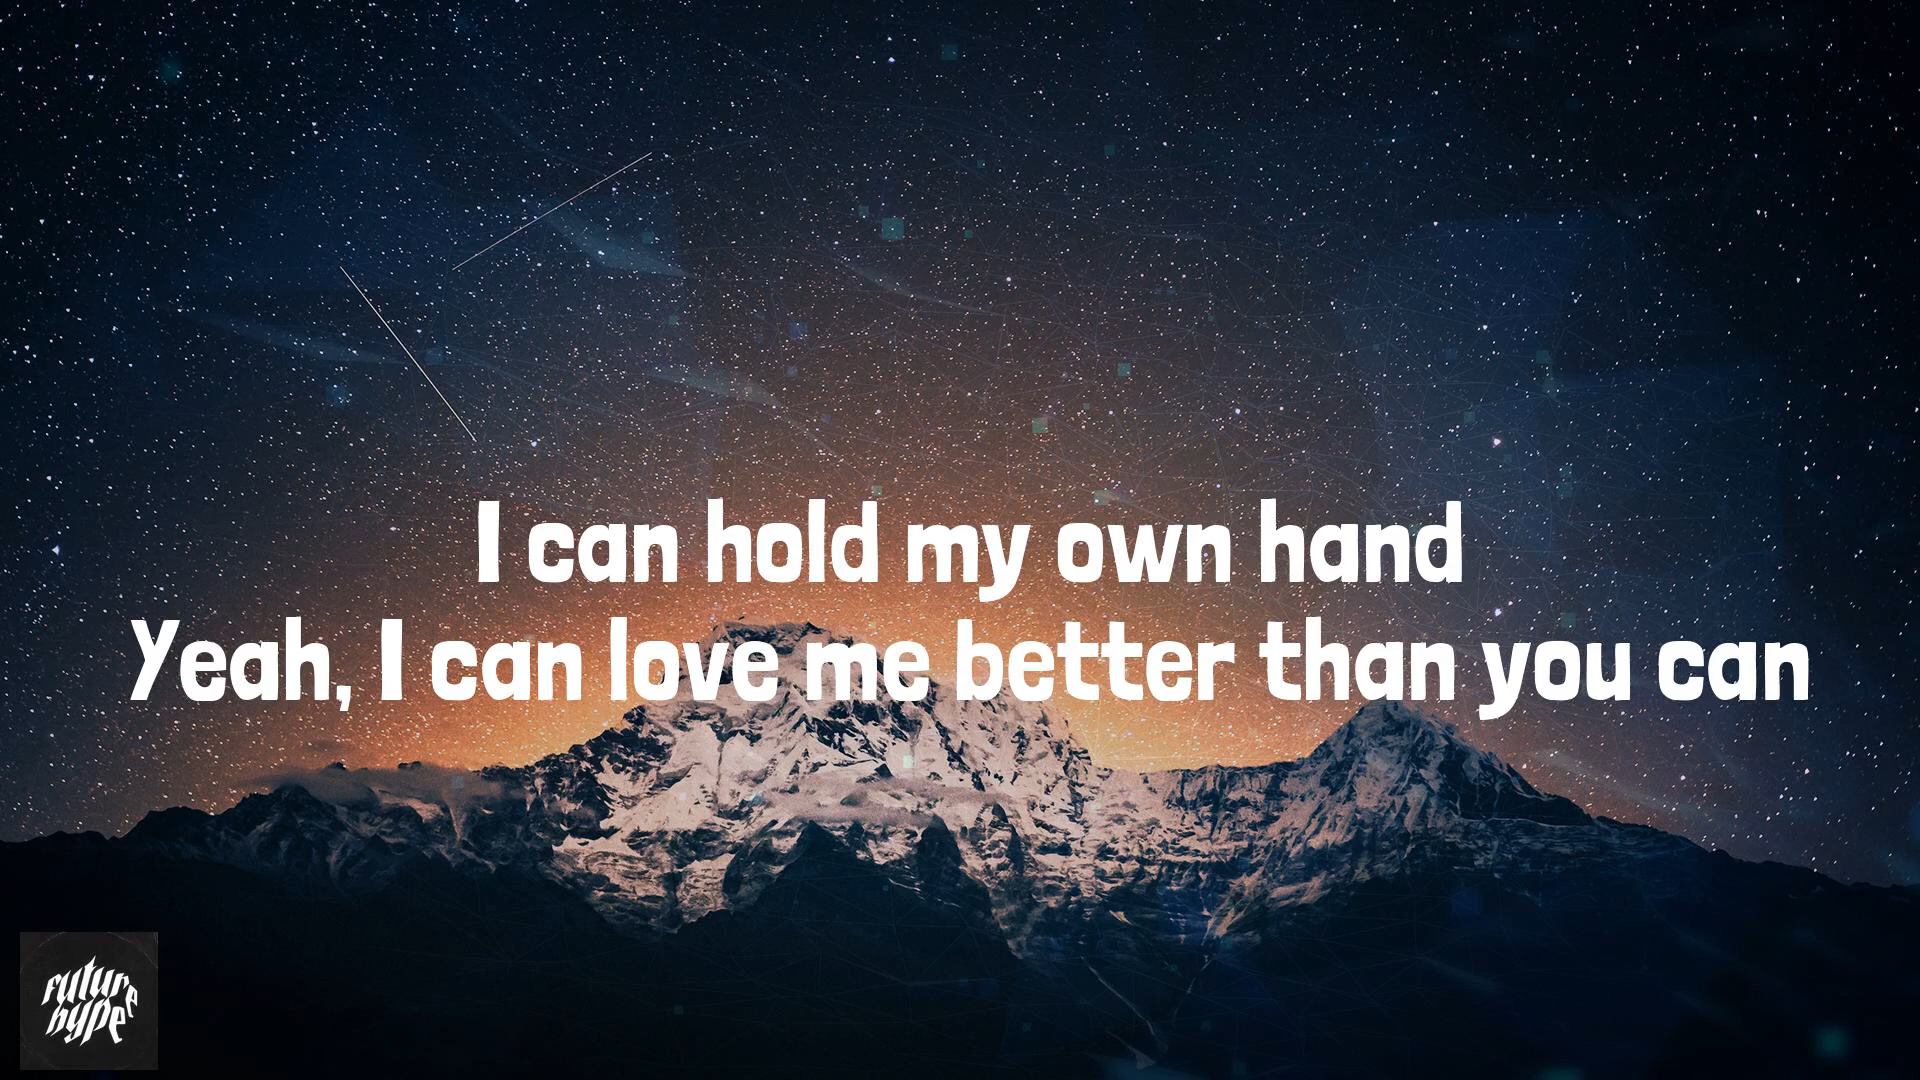 I can hold my own hand
Yeah, I can love me better than you can
future
hype